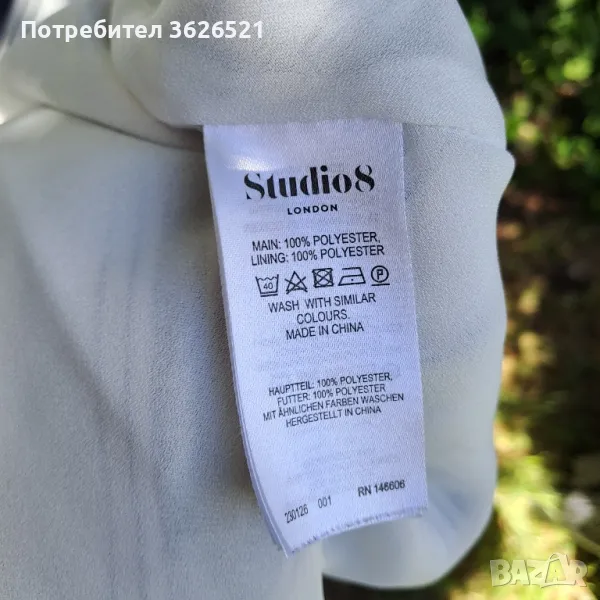 Потребител 3626521
Studio8
LONDON
MAIN: 100% POLYESTER,
LINING: 100% POLYESTER
40
P
WASH WITH SIMILAR
COLOURS.
MADE IN CHINA
HAUPTTEIL: 100% POLYESTER,
FUTTER: 100% POLYESTER
MIT ÄHNLICHEN FARBEN WASCHEN
HERGESTELLT IN CHINA
230126 001 RN 146606
BAZAR